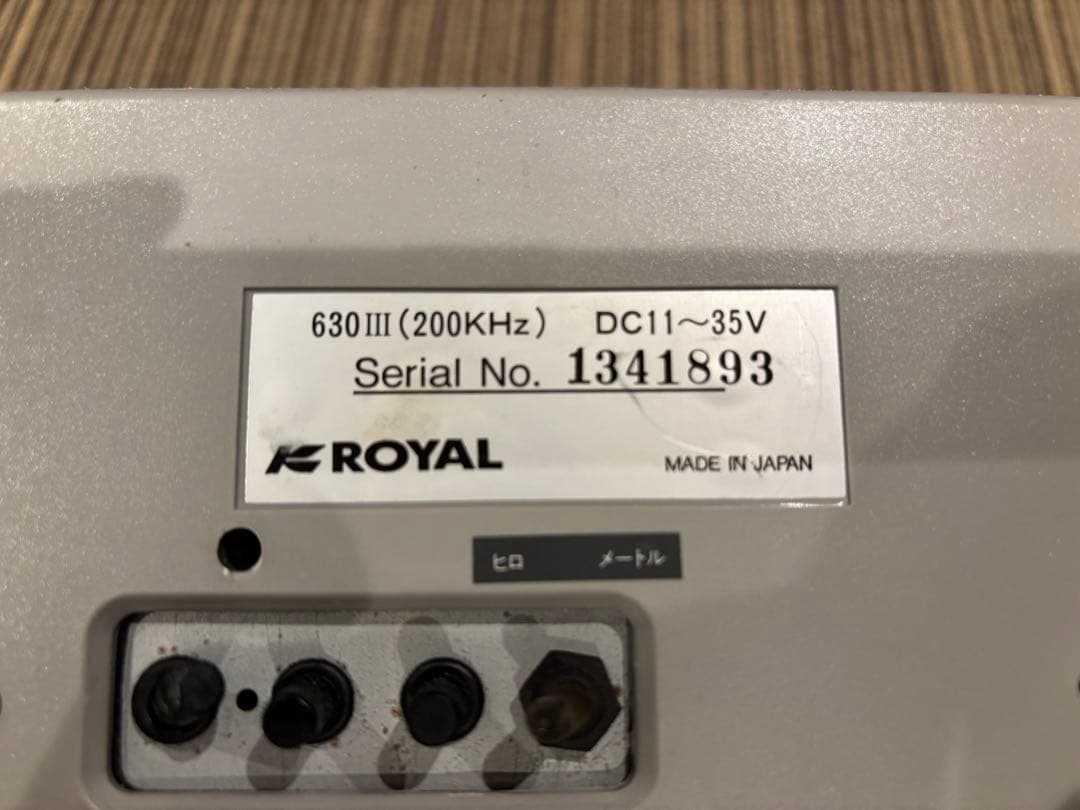 630III(200KHz) DC11〜35V
Serial No. 1341893
ROYAL
MADE IN JAPAN
ヒロ メートル